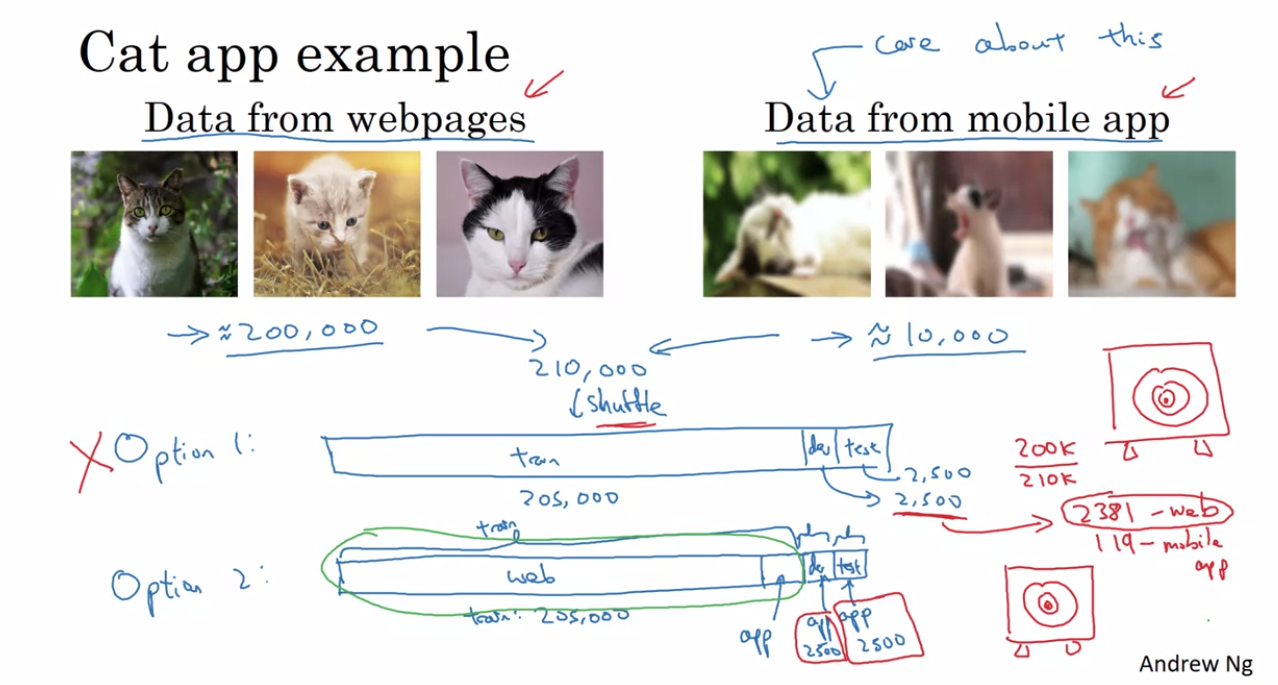 Cat app example
care about this
Data from webpages
Data from mobile app
→ ≈ 200,000
→ ≈ 10,000
210,000
↓ shuffle
X Option 1:
train
dev
test
205,000
2,500
2,500
200K
210K
2381 - web
119 - mobile
app
Option 2:
train
web
dev
test
train: 205,000
app
app
2500
app
2500
Andrew Ng